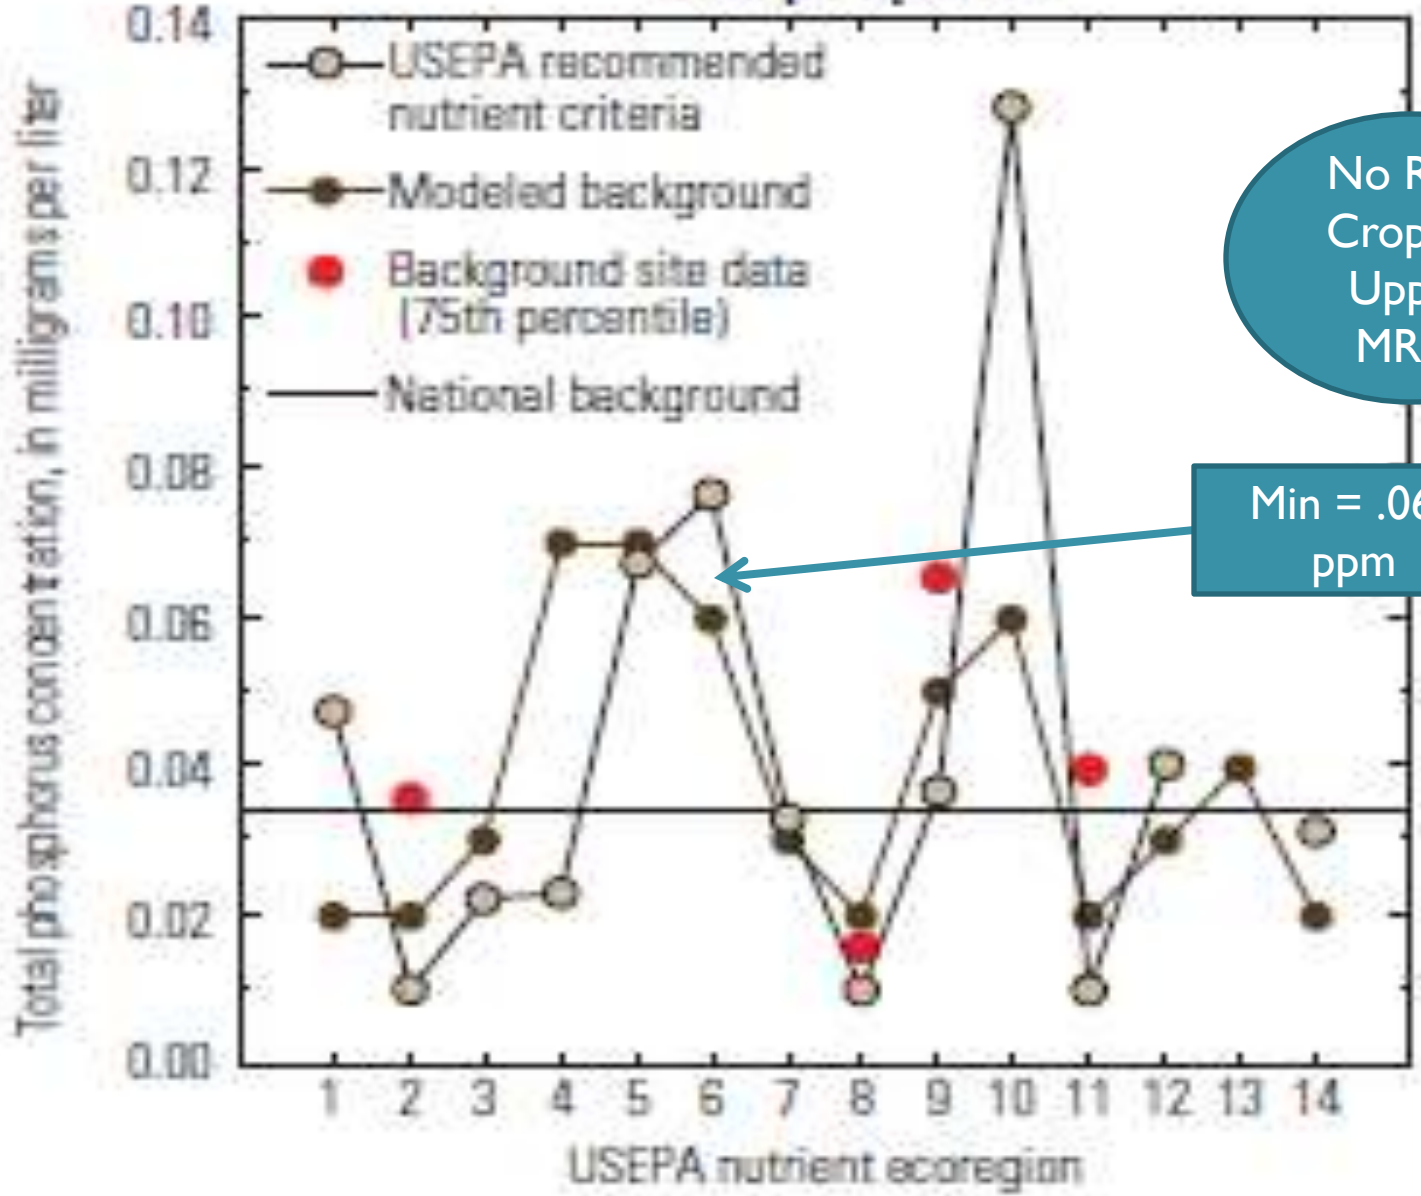 0.14
0.12
0.10
0.08
0.06
0.04
0.02
0.00
Total phosphorus concentration, in milligrams per liter
USEPA recommended
nutrient criteria
Modeled background
Background site data
(75th percentile)
National background
No
Min = .06
ppm
1 2 3 4 5 6 7 8 9 10 11 12 13 14
USEPA nutrient ecoregion